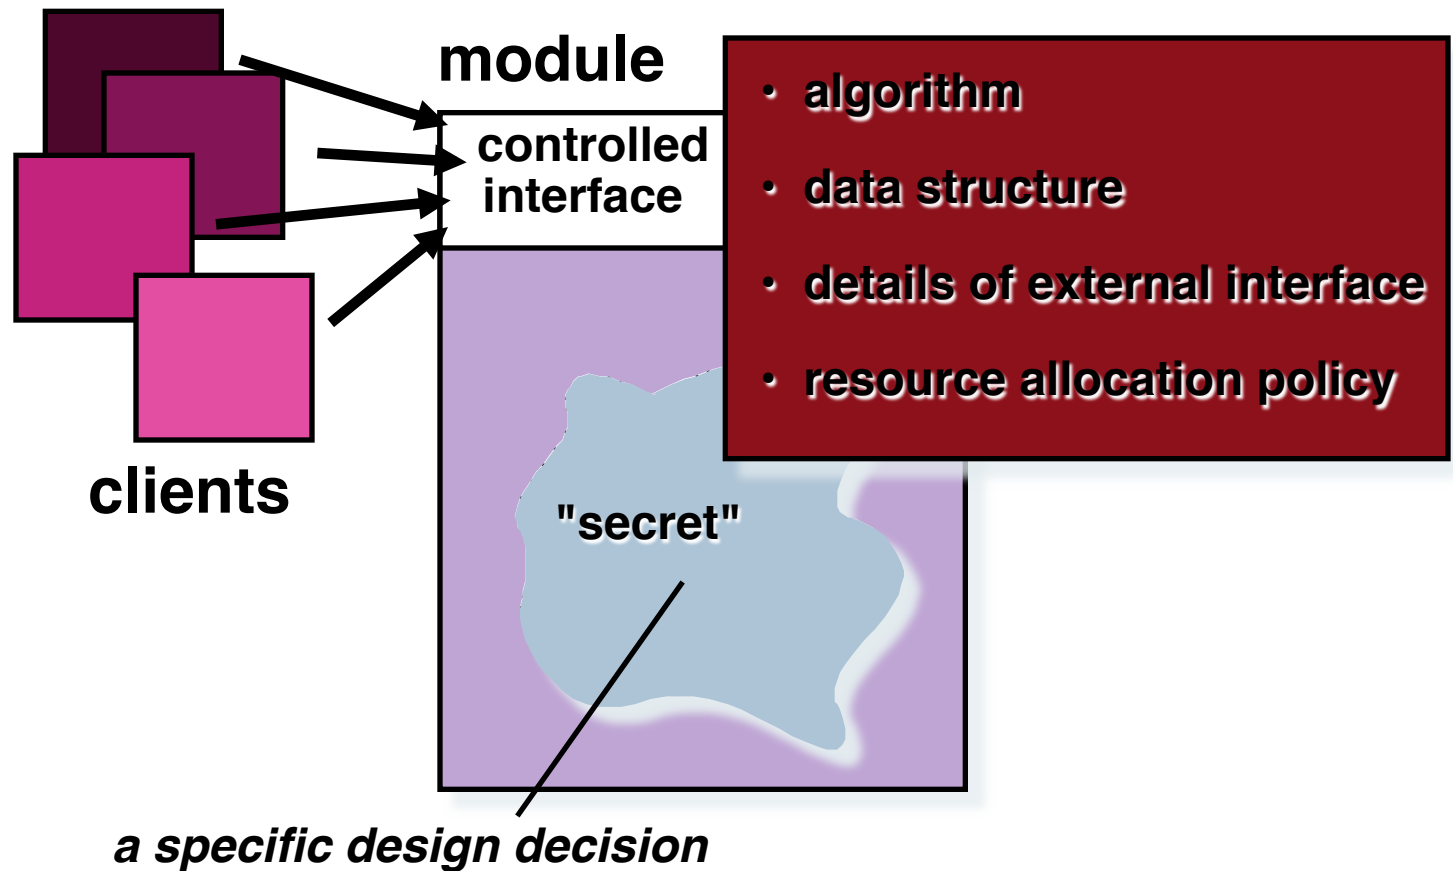 module
controlled
interface
• algorithm
• data structure
• details of external interface
• resource allocation policy
clients
"secret"
a specific design decision